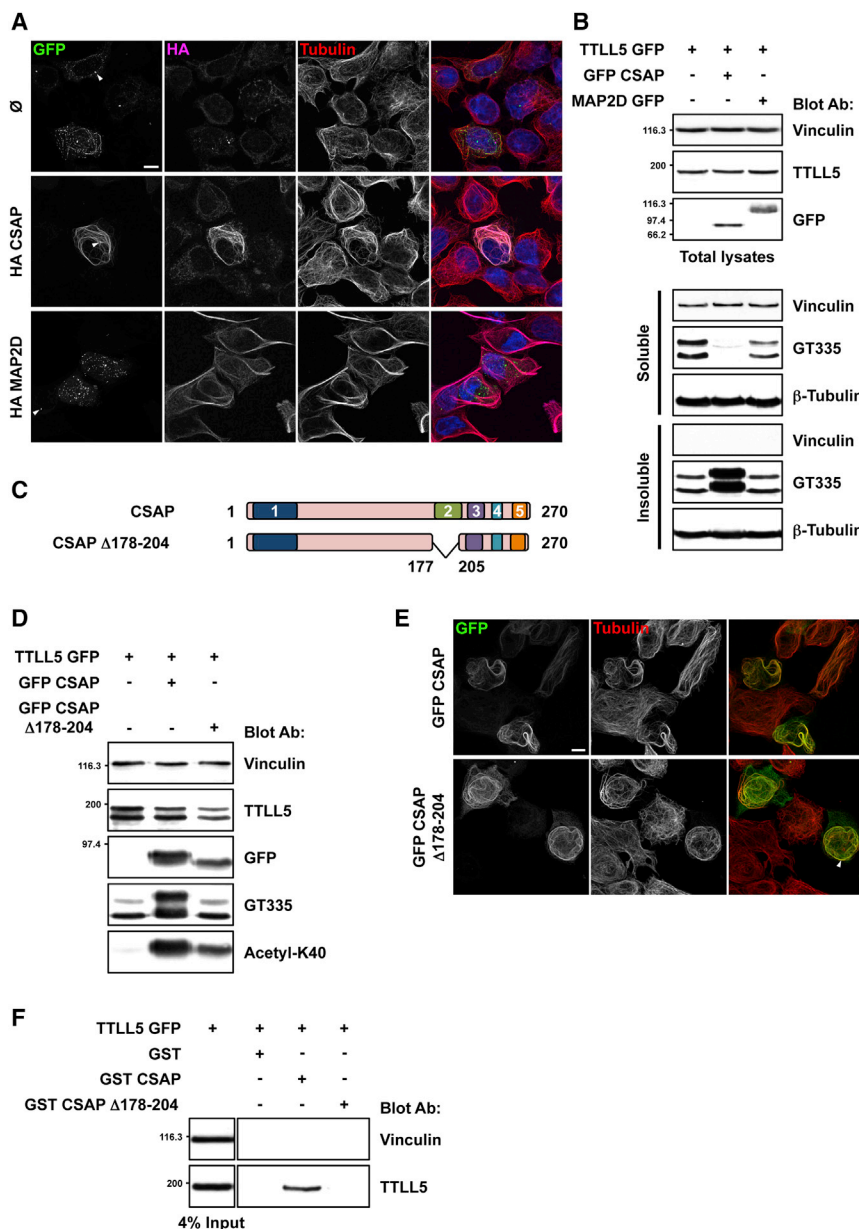 A
GFP
HA
Tubulin
Ø
HA CSAP
HA MAP2D
B
TTLL5 GFP + + +
GFP CSAP - + -
MAP2D GFP - - +
Blot Ab:
116.3
Vinculin
200
TTLL5
116.3
97.4
66.2
GFP
Total lysates
Soluble
Vinculin
GT335
β-Tubulin
Insoluble
Vinculin
GT335
β-Tubulin
C
CSAP 1 1 2 3 4 5 270
CSAP Δ178-204 1 270
177 205
D
TTLL5 GFP + + +
GFP CSAP - + -
GFP CSAP
Δ178-204 - - +
Blot Ab:
116.3
Vinculin
200
TTLL5
97.4
GFP
GT335
Acetyl-K40
E
GFP
Tubulin
GFP CSAP
GFP CSAP
Δ178-204
F
TTLL5 GFP + + + +
GST + - -
GST CSAP - + -
GST CSAP Δ178-204 - - +
Blot Ab:
116.3
Vinculin
200
TTLL5
4% Input